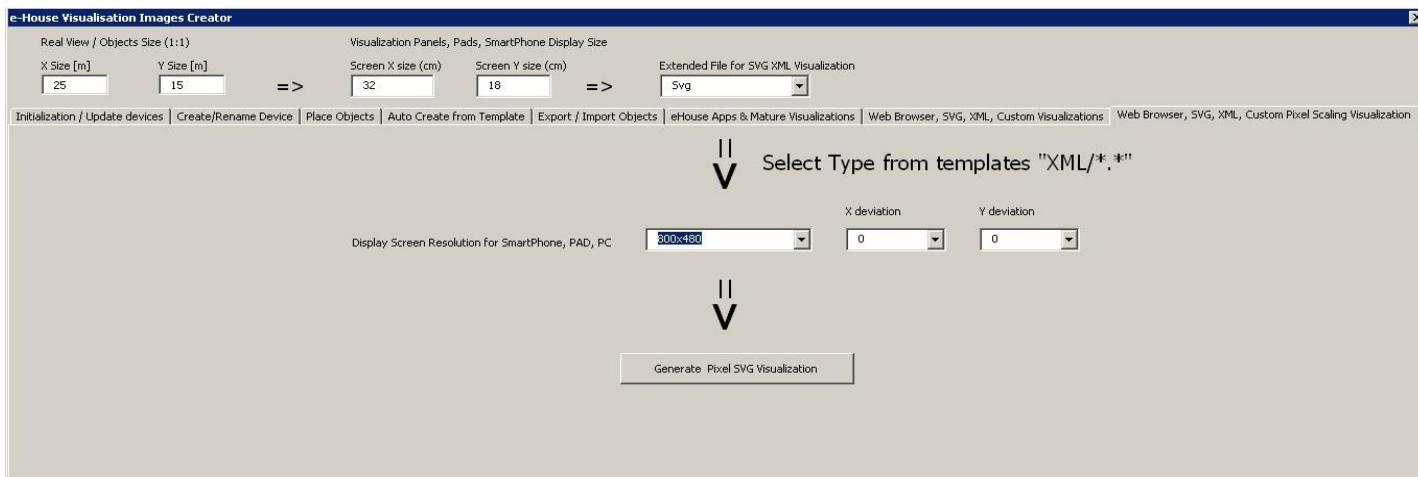 e-House Visualisation Images Creator
Real View / Objects Size (1:1) Visualization Panels, Pads, SmartPhone Display Size
X Size [m] Y Size [m] Screen X size (cm) Screen Y size (cm) Extended File for SVG XML Visualization
25 15 => 32 18 => Svg
Initialization / Update devices Create/Rename Device Place Objects Auto Create from Template Export / Import Objects eHouse Apps & Mature Visualizations Web Browser, SVG, XML, Custom Visualizations Web Browser, SVG, XML, Custom Pixel Scaling Visualization
Select Type from templates "XML/*.*"
X deviation Y deviation
Display Screen Resolution for SmartPhone, PAD, PC 800x480 0 0
Generate Pixel SVG Visualization